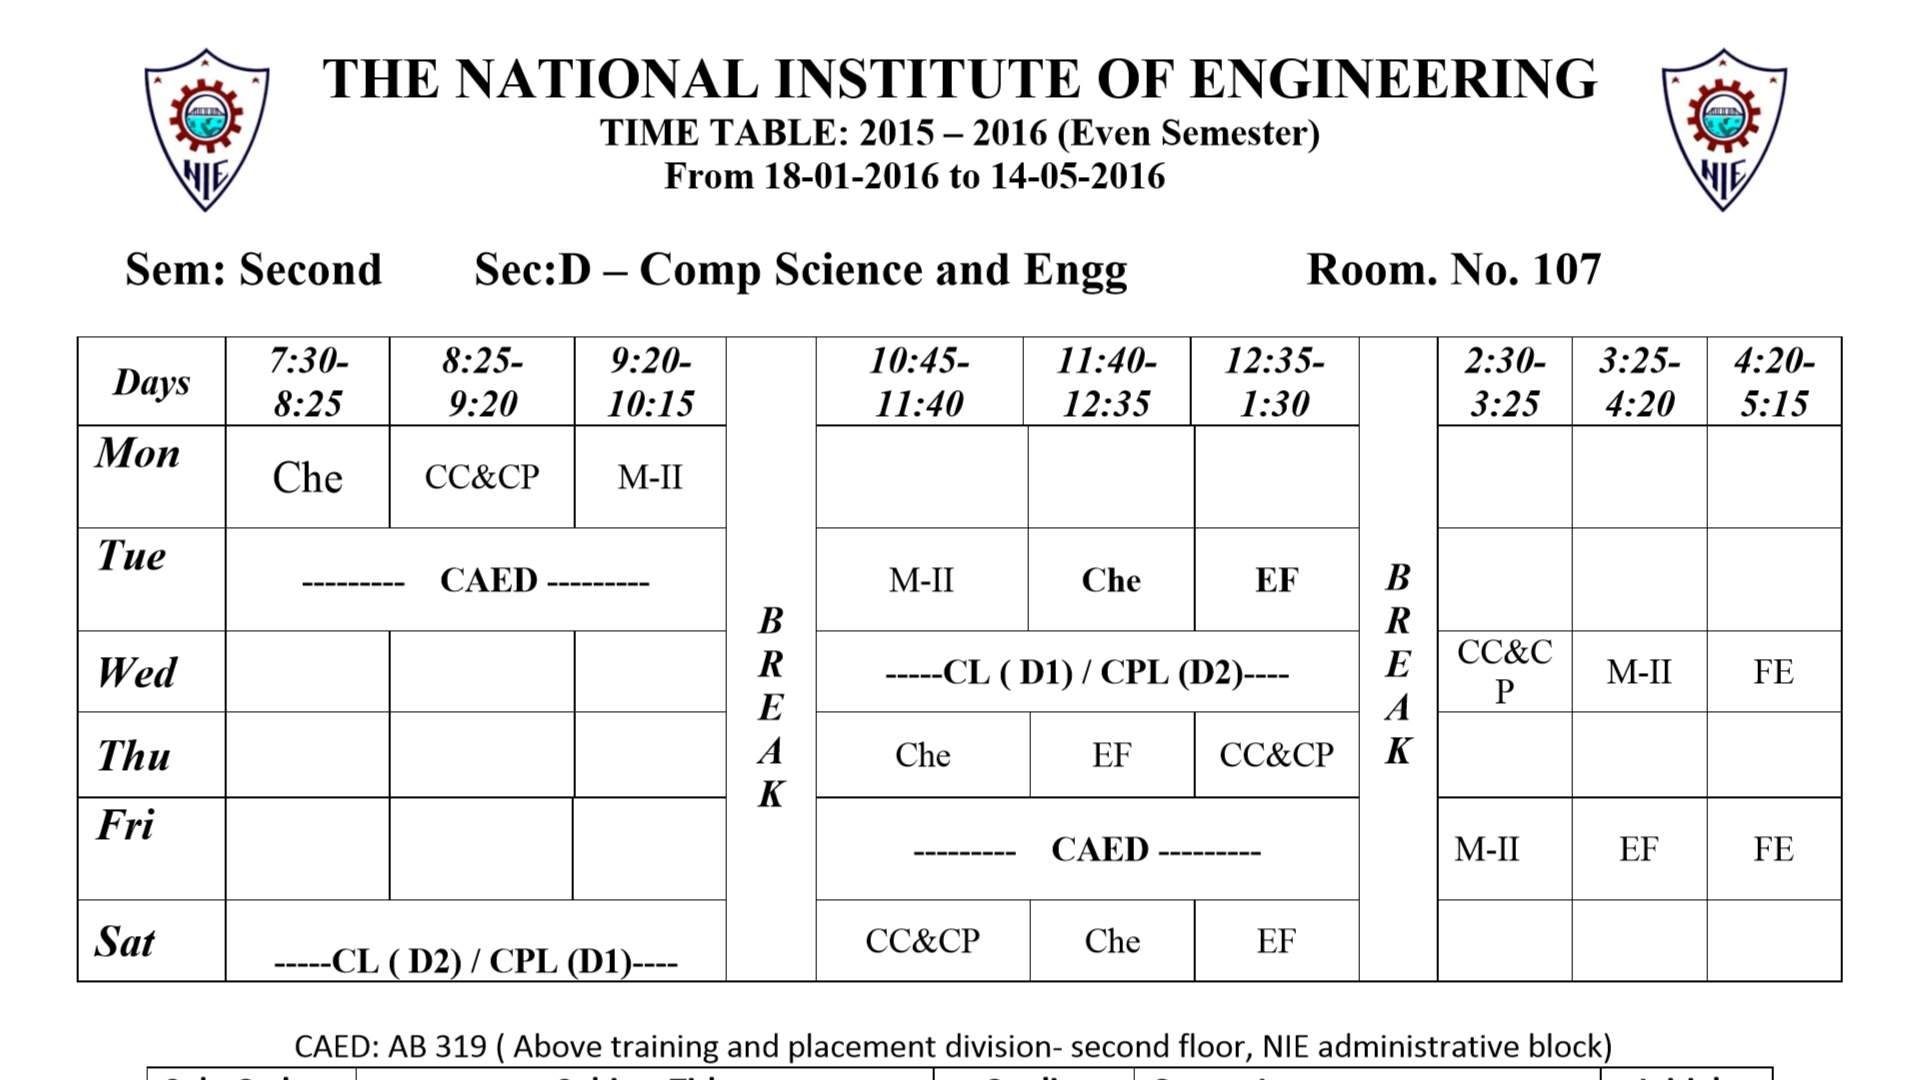 NIE
THE NATIONAL INSTITUTE OF ENGINEERING
TIME TABLE: 2015 – 2016 (Even Semester)
From 18-01-2016 to 14-05-2016
NIE
Sem: Second Sec:D – Comp Science and Engg Room. No. 107
Days 7:30-8:25 8:25-9:20 9:20-10:15 10:45-11:40 11:40-12:35 12:35-1:30 2:30-3:25 3:25-4:20 4:20-5:15
Mon Che CC&CP M-II
Tue --------- CAED --------- M-II Che EF
BREAK
BREAK
Wed -----CL ( D1) / CPL (D2)---- CC&CP M-II FE
Thu Che EF CC&CP
Fri --------- CAED --------- M-II EF FE
Sat -----CL ( D2) / CPL (D1)---- CC&CP Che EF
CAED: AB 319 ( Above training and placement division- second floor, NIE administrative block)